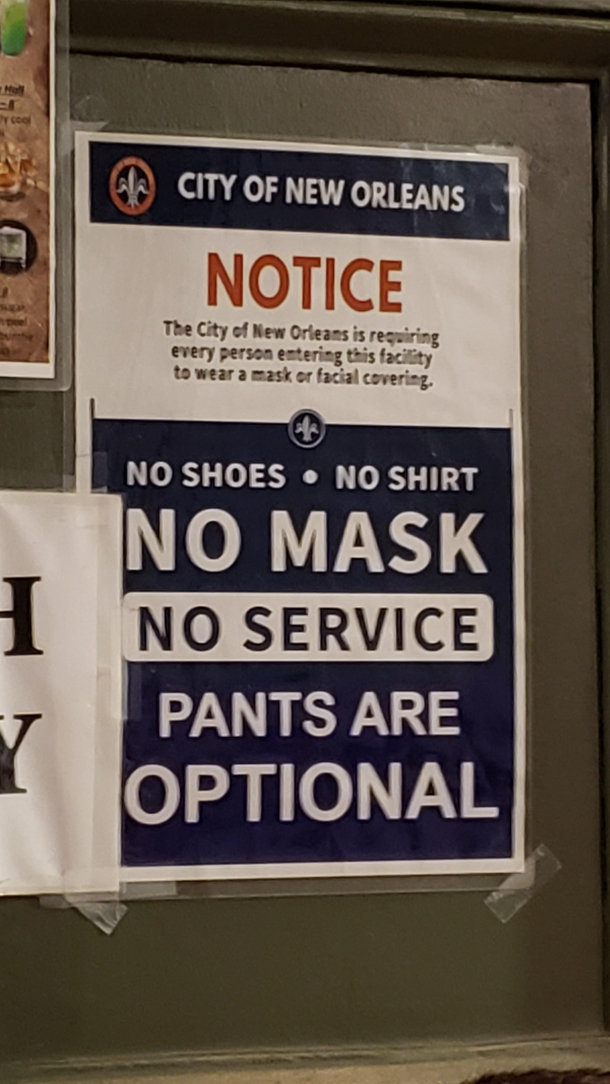 Hall
CITY OF NEW ORLEANS
NOTICE
The City of New Orleans is requiring
every person entering this facility
to wear a mask or facial covering.
NO SHOES • NO SHIRT
NO MASK
NO SERVICE
PANTS ARE
OPTIONAL
H
Y